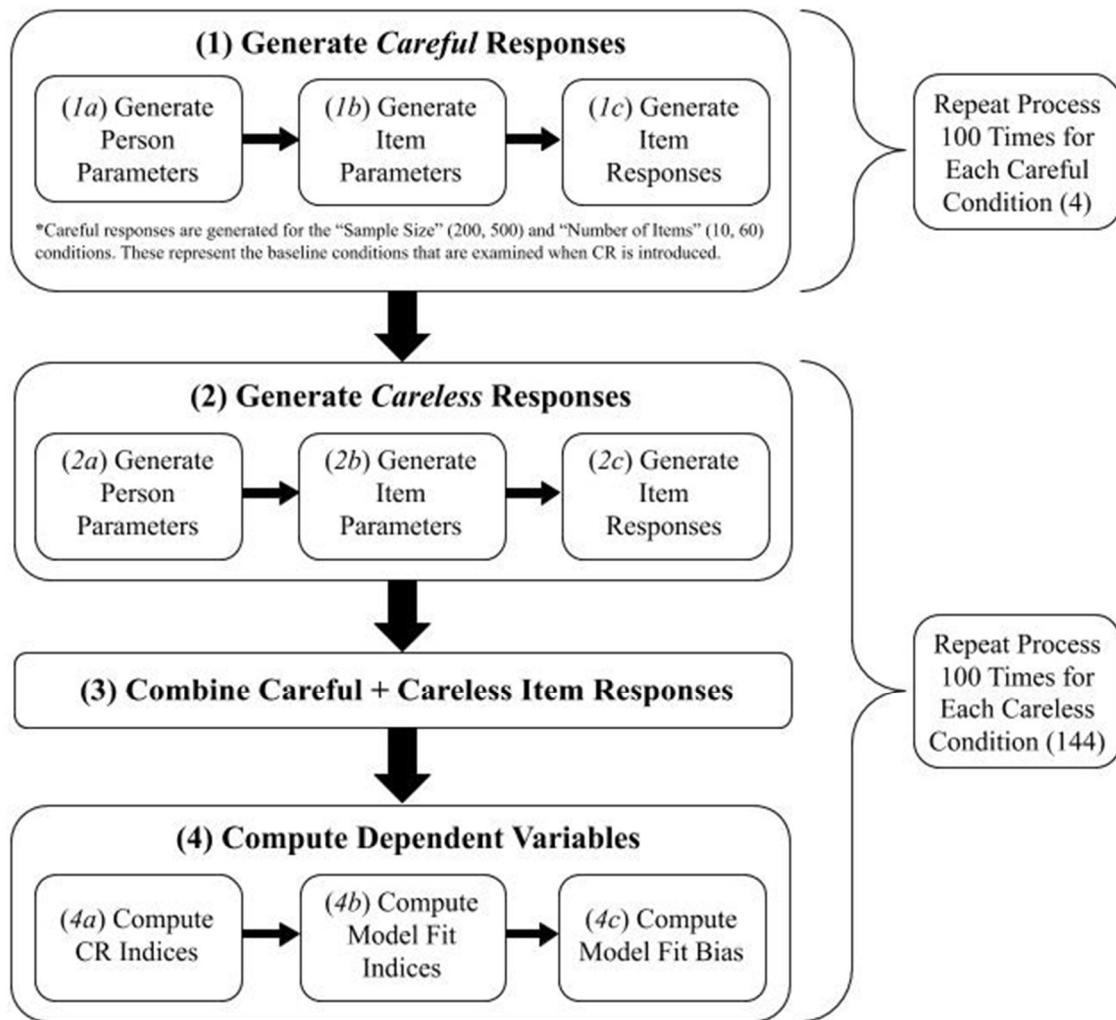 (1) Generate Careful Responses
(1a) Generate
Person
Parameters
(1b) Generate
Item
Parameters
(1c) Generate
Item
Responses
*Careful responses are generated for the “Sample Size” (200, 500) and “Number of Items” (10, 60)
conditions. These represent the baseline conditions that are examined when CR is introduced.
Repeat Process
100 Times for
Each Careful
Condition (4)
(2) Generate Careless Responses
(2a) Generate
Person
Parameters
(2b) Generate
Item
Parameters
(2c) Generate
Item
Responses
(3) Combine Careful + Careless Item Responses
Repeat Process
100 Times for
Each Careless
Condition (144)
(4) Compute Dependent Variables
(4a) Compute
CR Indices
(4b) Compute
Model Fit
Indices
(4c) Compute
Model Fit Bias